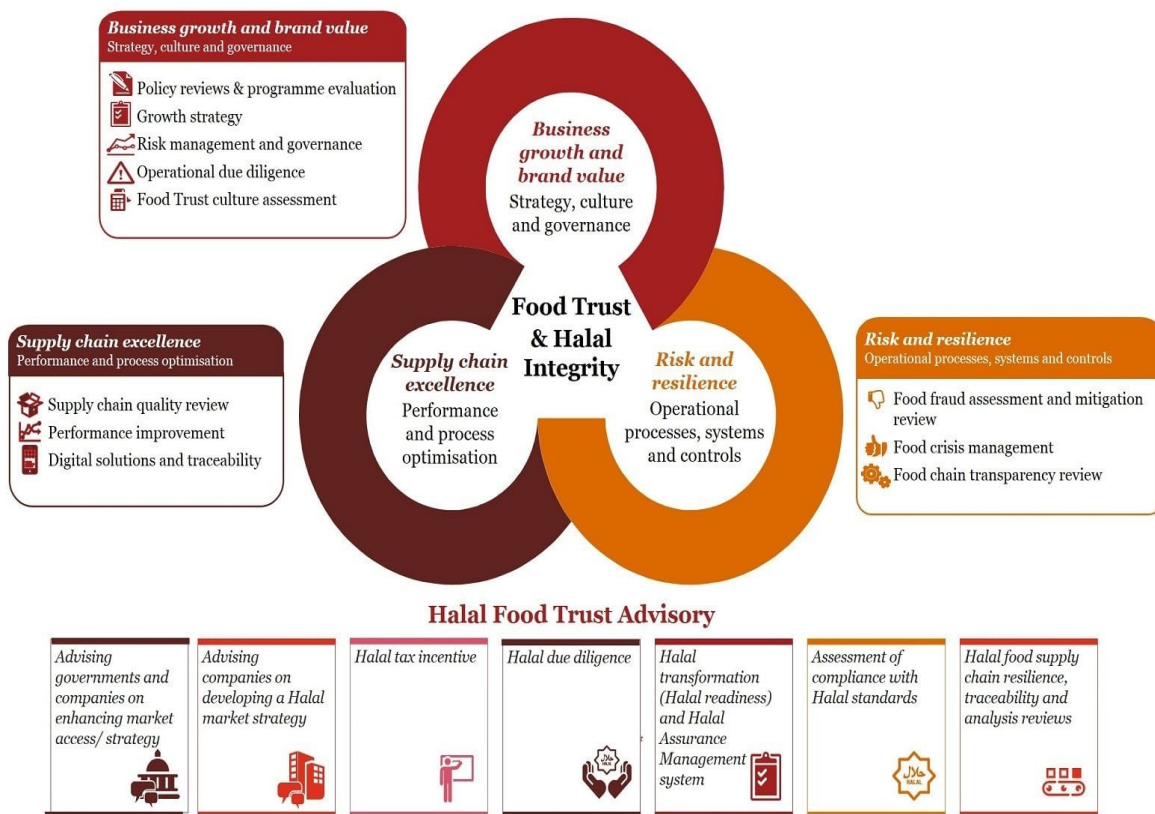 Business growth and brand value
Strategy, culture and governance
Policy reviews & programme evaluation
Growth strategy
Risk management and governance
Operational due diligence
Food Trust culture assessment
Business
growth and
brand value
Strategy, culture
and governance
Food Trust
& Halal
Integrity
Supply chain excellence
Performance and process optimisation
Supply chain quality review
Performance improvement
Digital solutions and traceability
Supply chain
excellence
Performance
and process
optimisation
Risk and
resilience
Operational
processes, systems
and controls
Risk and resilience
Operational processes, systems and controls
Food fraud assessment and mitigation
review
Food crisis management
Food chain transparency review
Halal Food Trust Advisory
Advising
governments and
companies on
enhancing market
access/ strategy
Advising
companies on
developing a Halal
market strategy
Halal tax incentive
Halal due diligence
حلال
HALAL
Halal
transformation
(Halal readiness)
and Halal
Assurance
Management
system
Assessment of
compliance with
Halal standards
حلال
HALAL
Halal food supply
chain resilience,
traceability and
analysis reviews